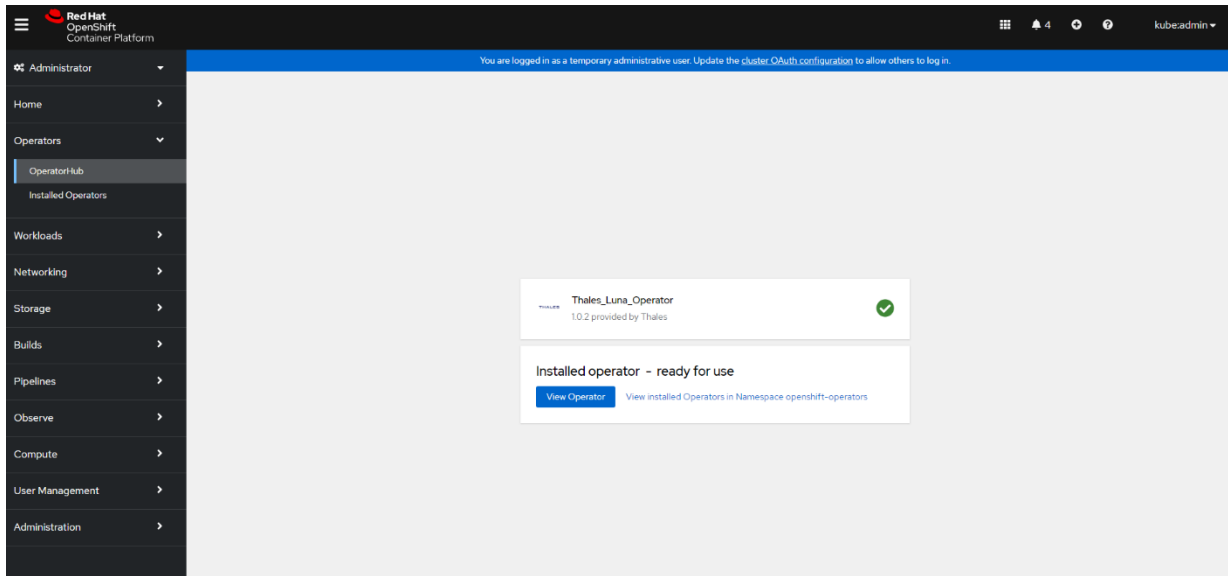 Red Hat
OpenShift
Container Platform
4
kube:admin
Administrator
You are logged in as a temporary administrative user. Update the cluster OAuth configuration to allow others to log in.
Home
Operators
OperatorHub
Installed Operators
Workloads
Networking
Storage
Builds
Pipelines
Observe
Compute
User Management
Administration
THALES
Thales_Luna_Operator
1.0.2 provided by Thales
Installed operator - ready for use
View Operator
View installed Operators in Namespace openshift-operators